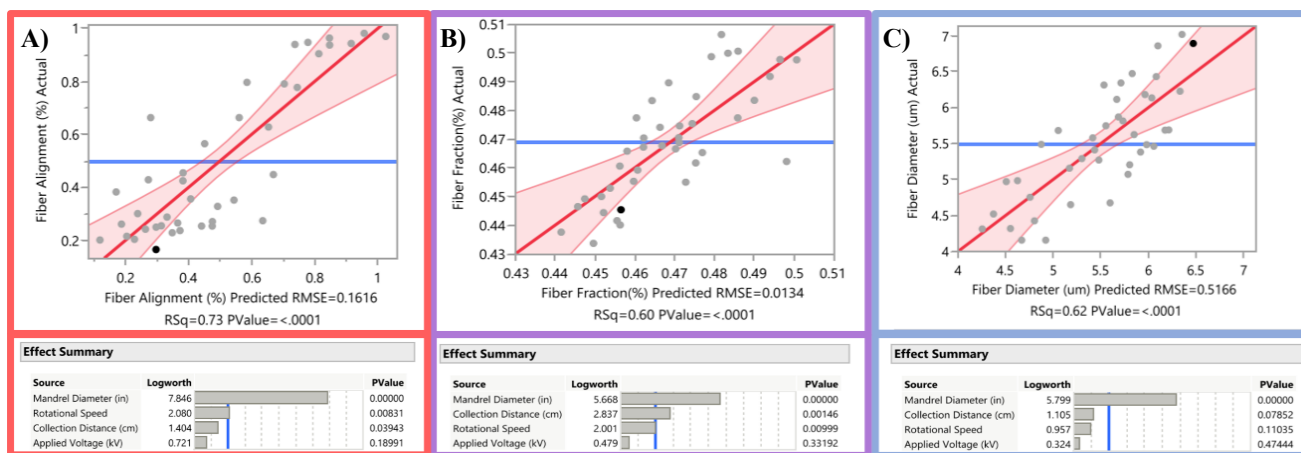 A)
Fiber Alignment (%) Actual
1
0.8
0.6
0.4
0.2
0.2 0.4 0.6 0.8 1
Fiber Alignment (%) Predicted RMSE=0.1616
RSq=0.73 PValue=<.0001
Effect Summary
Source Logworth PValue
Mandrel Diameter (in) 7.846 0.00000
Rotational Speed 2.080 0.00831
Collection Distance (cm) 1.404 0.03943
Applied Voltage (kV) 0.721 0.18991
B)
Fiber Fraction(%) Actual
0.51
0.5
0.49
0.48
0.47
0.46
0.45
0.44
0.43
0.43 0.44 0.45 0.46 0.47 0.48 0.49 0.5 0.51
Fiber Fraction(%) Predicted RMSE=0.0134
RSq=0.60 PValue=<.0001
Effect Summary
Source Logworth PValue
Mandrel Diameter (in) 5.668 0.00000
Collection Distance (cm) 2.837 0.00146
Rotational Speed 2.001 0.00999
Applied Voltage (kV) 0.479 0.33192
C)
Fiber Diameter (um) Actual
7
6.5
6
5.5
5
4.5
4
4 4.5 5 5.5 6 6.5 7
Fiber Diameter (um) Predicted RMSE=0.5166
RSq=0.62 PValue=<.0001
Effect Summary
Source Logworth PValue
Mandrel Diameter (in) 5.799 0.00000
Collection Distance (cm) 1.105 0.07852
Rotational Speed 0.957 0.11035
Applied Voltage (kV) 0.324 0.47444